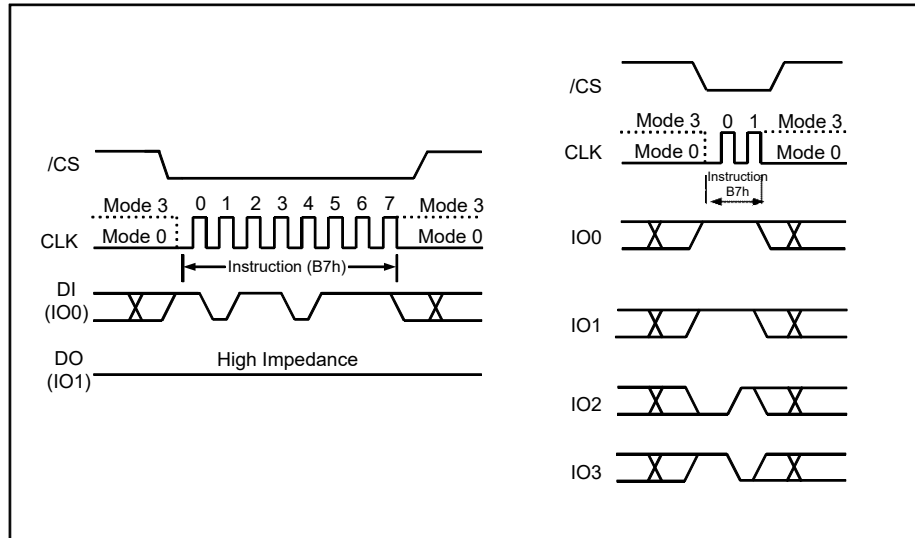 /CS
Mode 3
0 1 2 3 4 5 6 7
Mode 3
CLK
Mode 0
Mode 0
Instruction (B7h)
DI
(IO0)
DO
(IO1)
High Impedance
/CS
Mode 3
0 1
Mode 3
CLK
Mode 0
Mode 0
Instruction
B7h
IO0
IO1
IO2
IO3